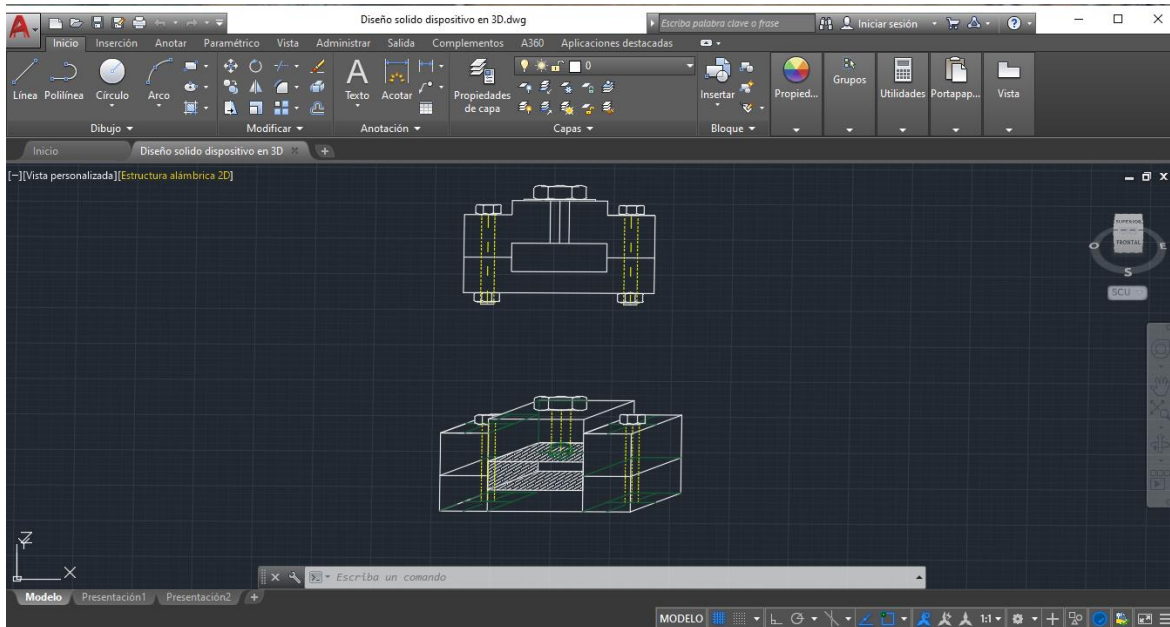 Diseño solido dispositivo en 3D.dwg
Escriba palabra clave o frase
Iniciar sesión
Inicio Inserción Anotar Paramétrico Vista Administrar Salida Complementos A360 Aplicaciones destacadas
Línea Polilínea Círculo Arco
Texto Acotar
Propiedades de capa
0
Insertar
Propied...
Grupos
Utilidades
Portapap...
Vista
Dibujo Modificar Anotación Capas Bloque
Inicio Diseño solido dispositivo en 3D
[−][Vista personalizada][Estructura alámbrica 2D]
SUPERIOR
O FRONTAL E
S
SCU
Z
X
Escriba un comando
Modelo Presentación1 Presentación2
MODELO 1:1